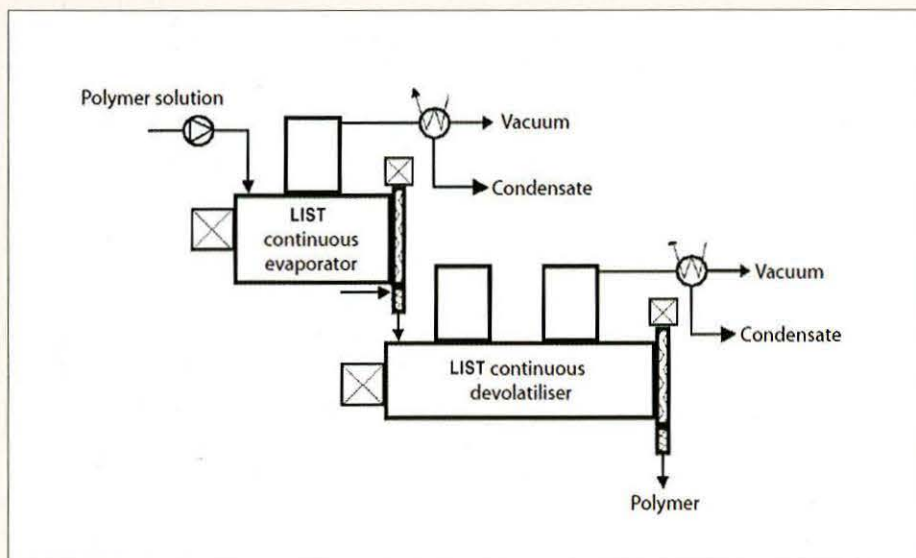 Polymer solution
Vacuum
Condensate
LIST
continuous
evaporator
Vacuum
Condensate
LIST continuous
devolatiliser
Polymer